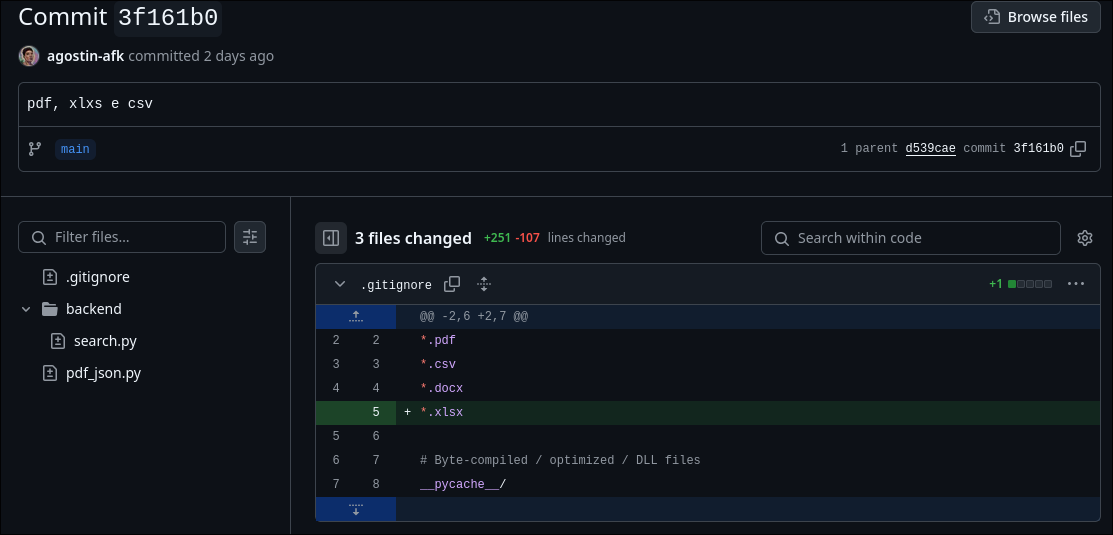 Commit 3f161b0
Browse files
agostin-afk committed 2 days ago
pdf, xlxs e csv
main
1 parent d539cae commit 3f161b0
Filter files...
.gitignore
backend
search.py
pdf_json.py
3 files changed +251 -107 lines changed
Search within code
.gitignore
+1
@@ -2,6 +2,7 @@
2 2 *.pdf
3 3 *.csv
4 4 *.docx
5 + *.xlsx
5 6
6 7 # Byte-compiled / optimized / DLL files
7 8 __pycache__/